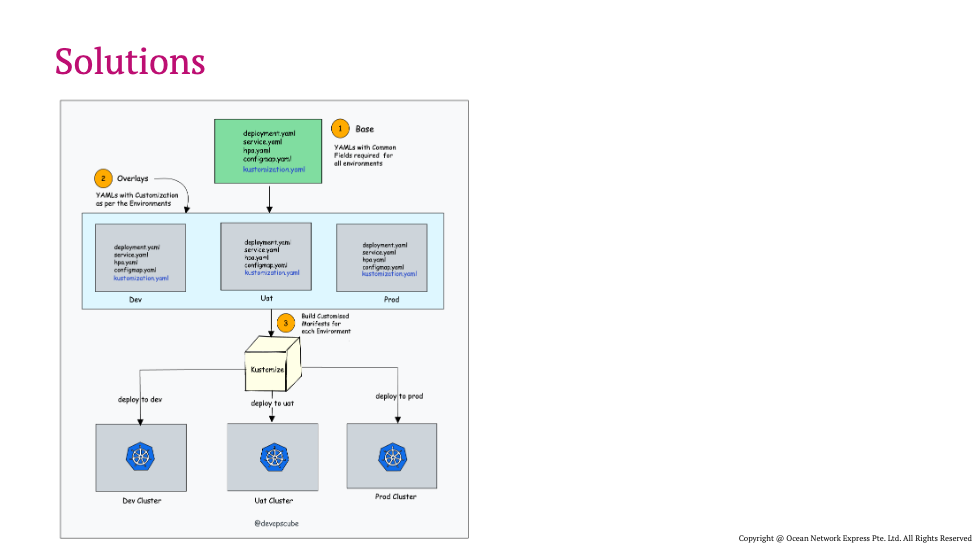 Solutions
deployment.yaml
service.yaml
hpa.yaml
configmap.yaml
kustomization.yaml
1
Base
YAMLs with Common
Fields required for
all environments
2
Overlays
YAMLs with Customization
as per the Environments
deployment.yaml
service.yaml
hpa.yaml
configmap.yaml
kustomization.yaml
Dev
deployment.yaml
service.yaml
hpa.yaml
configmap.yaml
kustomization.yaml
Uat
deployment.yaml
service.yaml
hpa.yaml
configmap.yaml
kustomization.yaml
Prod
3
Build Customised
Manifests for
each Environment
Kustomize
deploy to dev
deploy to uat
deploy to prod
Dev Cluster
Uat Cluster
Prod Cluster
@devopscube
Copyright @ Ocean Network Express Pte. Ltd. All Rights Reserved